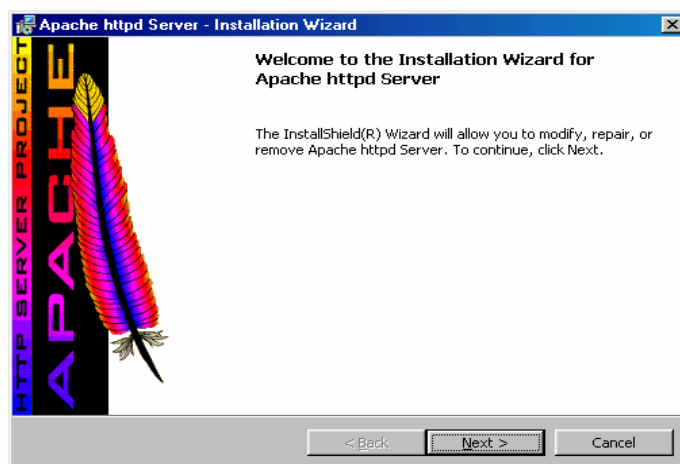 Apache httpd Server - Installation Wizard
HTTP SERVER PROJECT
APACHE
Welcome to the Installation Wizard for
Apache httpd Server
The InstallShield(R) Wizard will allow you to modify, repair, or
remove Apache httpd Server. To continue, click Next.
< Back
Next >
Cancel